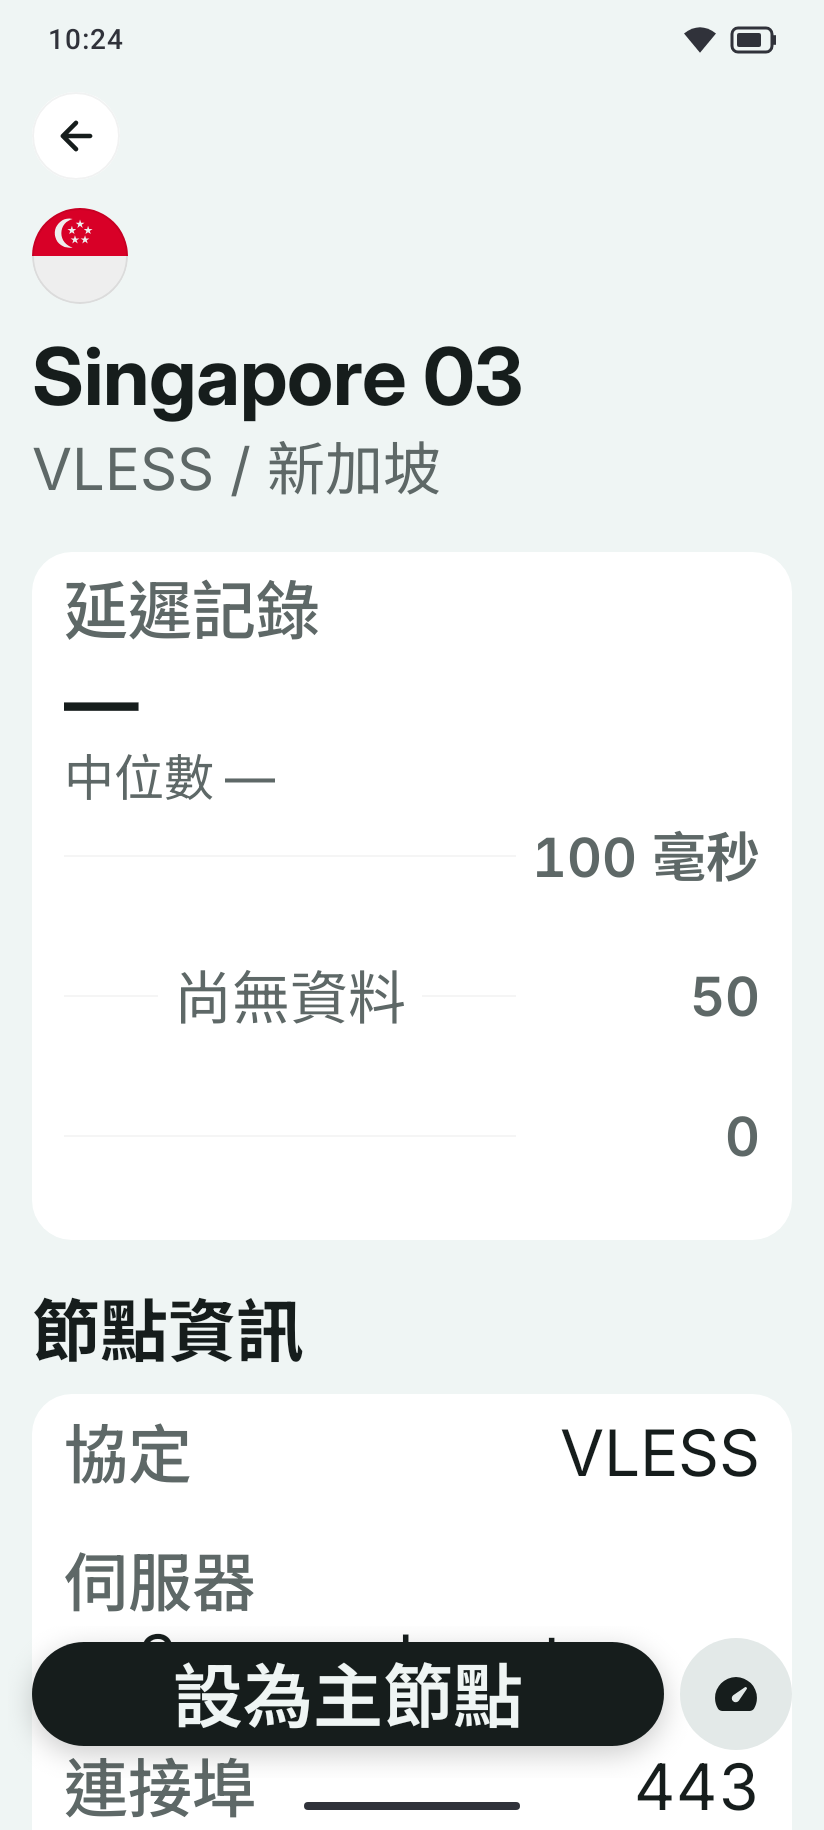 10:24
Singapore 03
VLESS / 新加坡
延遲記錄
—
中位數 —
100 毫秒
尚無資料
50
0
節點資訊
協定 VLESS
伺服器
設為主節點
連接埠 443